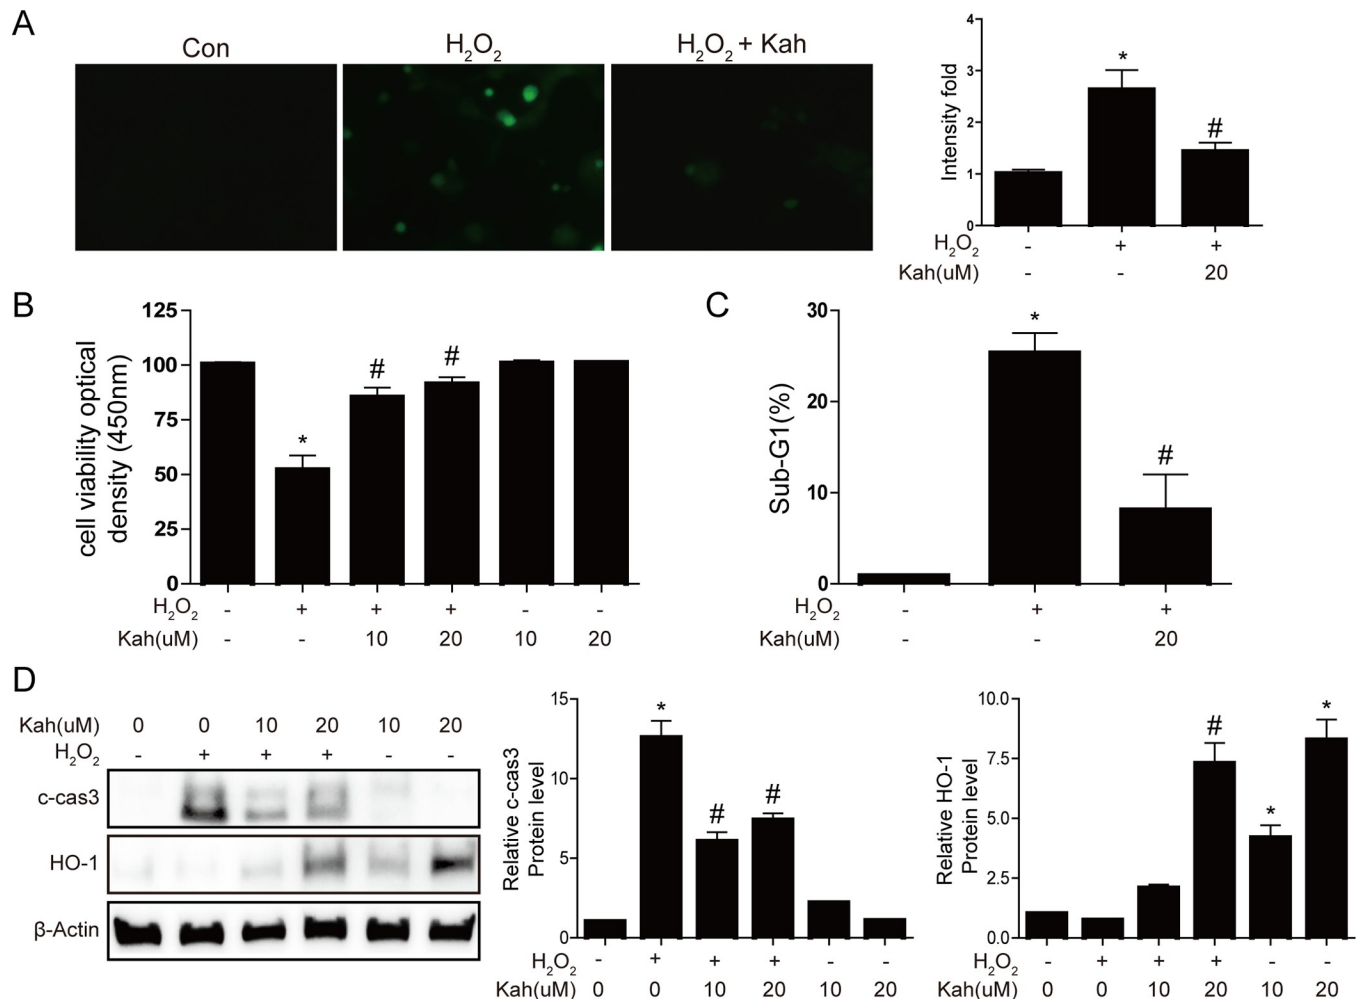 A
Con
H₂O₂
H₂O₂ + Kah
Intensity fold
4
3
2
1
0
*
#
H₂O₂ - + +
Kah(uM) - - 20
B
cell viability optical
density (450nm)
125
100
75
50
25
0
*
#
#
H₂O₂ - + + + - -
Kah(uM) - - 10 20 10 20
C
Sub-G1(%)
30
20
10
0
*
#
H₂O₂ - + +
Kah(uM) - - 20
D
Kah(uM) 0 0 10 20 10 20
H₂O₂ - + + + - -
c-cas3
HO-1
β-Actin
Relative c-cas3
Protein level
15
10
5
0
*
#
#
H₂O₂ - + + + - -
Kah(uM) 0 0 10 20 10 20
Relative HO-1
Protein level
10.0
7.5
5.0
2.5
0.0
#
*
*
H₂O₂ - + + + - -
Kah(uM) 0 0 10 20 10 20